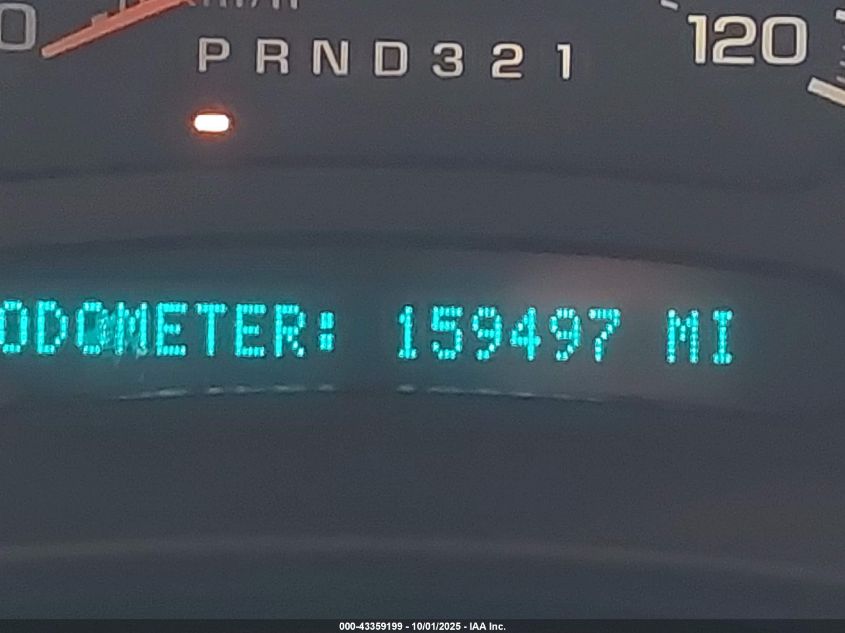 PRND321
120
ODOMETER: 159497 MI
000-43359199 - 10/01/2025 - IAA Inc.